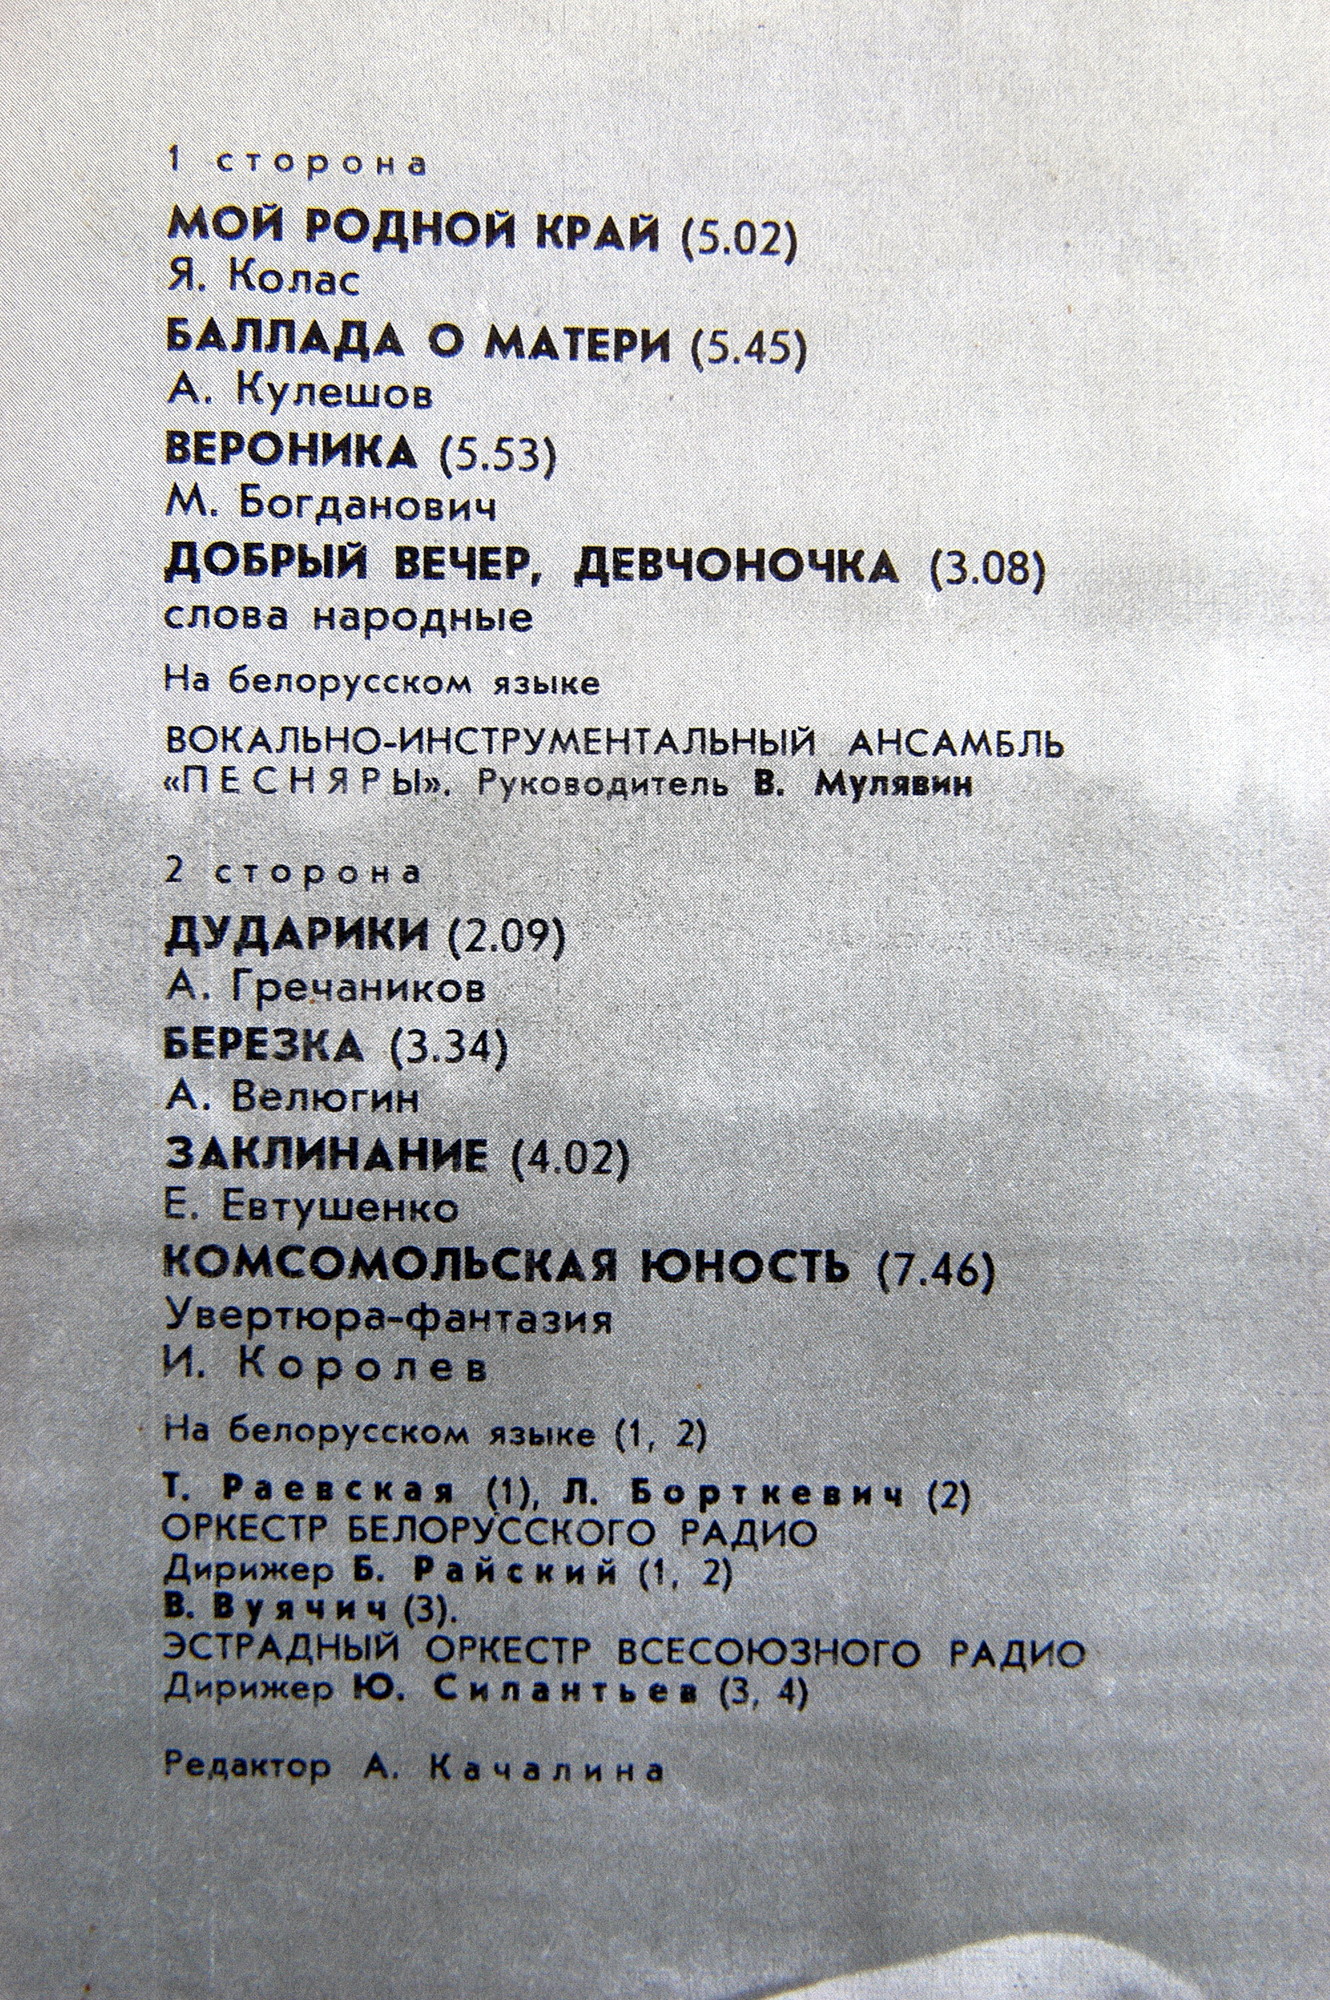 1 сторона
МОЙ РОДНОЙ КРАЙ (5.02)
Я. Колас
БАЛЛАДА О МАТЕРИ (5.45)
А. Кулешов
ВЕРОНИКА (5.53)
М. Богданович
ДОБРЫЙ ВЕЧЕР, ДЕВЧОНОЧКА (3.08)
слова народные
На белорусском языке
ВОКАЛЬНО-ИНСТРУМЕНТАЛЬНЫЙ АНСАМБЛЬ
«ПЕСНЯРЫ». Руководитель В. Мулявин
2 сторона
ДУДАРИКИ (2.09)
А. Гречаников
БЕРЕЗКА (3.34)
А. Велюгин
ЗАКЛИНАНИЕ (4.02)
Е. Евтушенко
КОМСОМОЛЬСКАЯ ЮНОСТЬ (7.46)
Увертюра-фантазия
И. Королев
На белорусском языке (1, 2)
Т. Раевская (1), Л. Борткевич (2)
ОРКЕСТР БЕЛОРУССКОГО РАДИО
Дирижер Б. Райский (1, 2)
В. Вуячич (3).
ЭСТРАДНЫЙ ОРКЕСТР ВСЕСОЮЗНОГО РАДИО
Дирижер Ю. Силантьев (3, 4)
Редактор А. Качалина